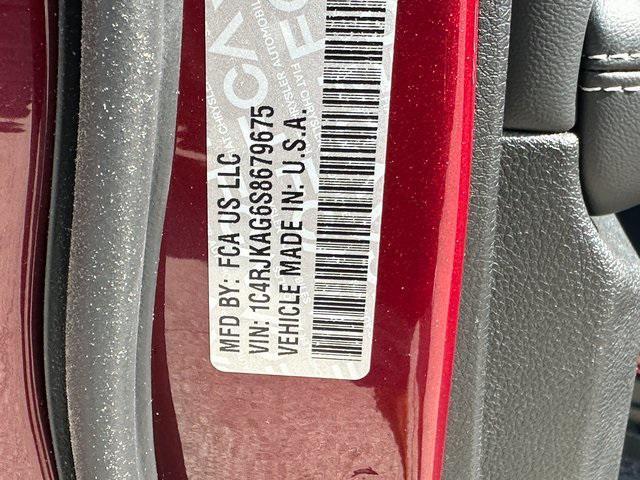 MFD BY: FCA US LLC
VIN: 1C4RJKAG6S8679675
VEHICLE MADE IN: U.S.A.